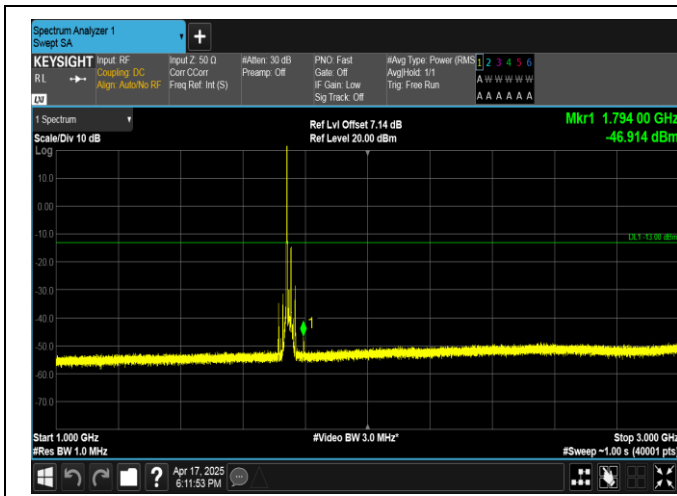 Spectrum Analyzer 1
Swept SA
+
KEYSIGHT Input: RF Input Z: 50 Ω #Atten: 30 dB PNO: Fast #Avg Type: Power (RMS 1 2 3 4 5 6
RL Coupling: DC Corr CCorr Preamp: Off Gate: Off Avg|Hold: 1/1 A W W W W W
Align: Auto/No RF Freq Ref: Int (S) IF Gain: Low Trig: Free Run
LXI Sig Track: Off A A A A A A
1 Spectrum Ref Lvl Offset 7.14 dB Mkr1 1.794 00 GHz
Scale/Div 10 dB Ref Level 20.00 dBm -46.914 dBm
Log
10.0
0.00
-10.0
DL1 -13.00 dBm
-20.0
-30.0
-40.0
1
-50.0
-60.0
-70.0
Start 1.000 GHz #Video BW 3.0 MHz* Stop 3.000 GHz
#Res BW 1.0 MHz #Sweep ~1.00 s (40001 pts)
? Apr 17, 2025
6:11:53 PM